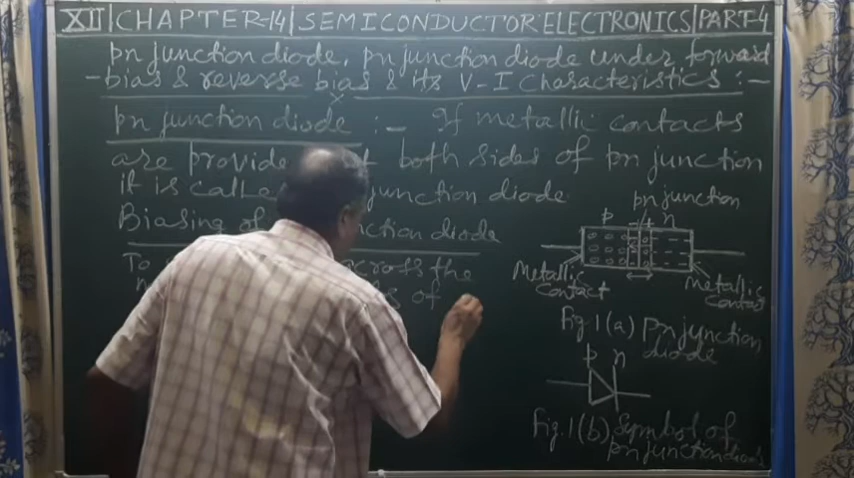 XII|CHAPTER-14|SEMICONDUCTOR ELECTRONICS|PART-4
pn junction diode, pn junction diode under forward
-bias & reverse bias & its V-I characteristics :-
pn junction diode :- If metallic contacts
are provide at both sides of pn junction
it is calle junction diode
Biasing of nction diode
To across the
s of
pn junction
p n
Metallic
Contact
Metallic
Contact
Fig.1(a) pn junction
diode
p n
Fig.1(b) Symbol of
pn junction diode